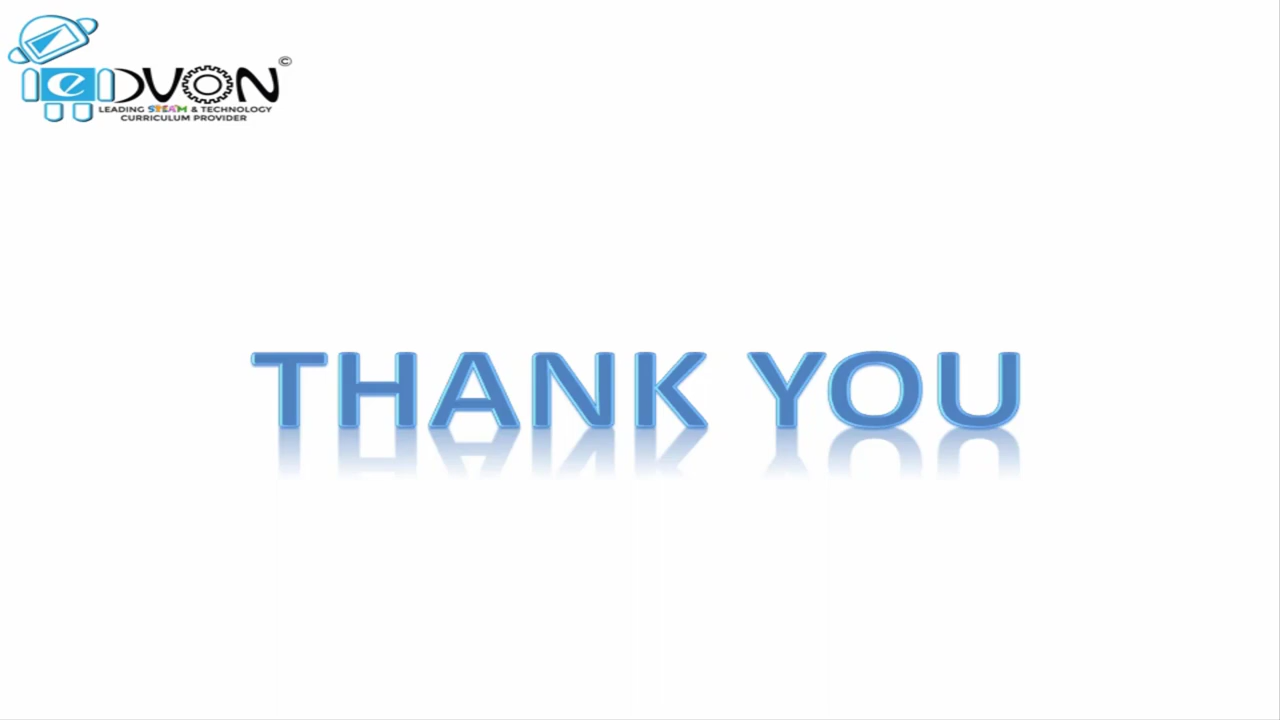 eDVON©
LEADING STEAM & TECHNOLOGY
CURRICULUM PROVIDER
THANK YOU